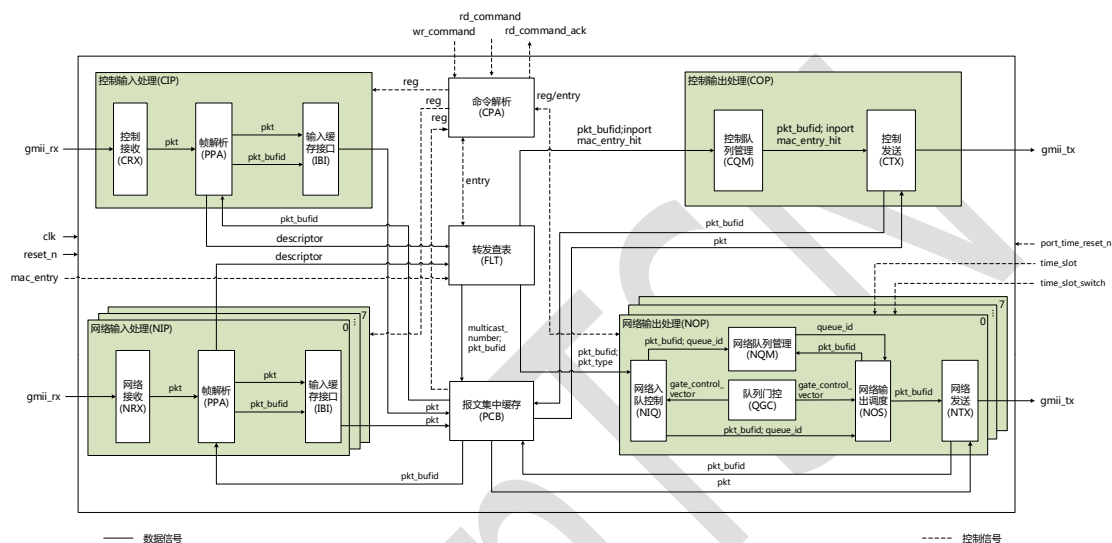 rd_command
wr_command
rd_command_ack
控制输入处理(CIP)
控制
接收
(CRX)
pkt
帧解析
(PPA)
pkt
pkt_bufid
输入缓
存接口
(IBI)
gmii_rx
reg
reg
reg
命令解析
(CPA)
reg/entry
entry
控制输出处理(COP)
pkt_bufid;inport
mac_entry_hit
控制队
列管理
(CQM)
pkt_bufid; inport
mac_entry_hit
控制
发送
(CTX)
gmii_tx
pkt_bufid
pkt_bufid
pkt
clk
reset_n
mac_entry
descriptor
descriptor
转发查表
(FLT)
port_time_reset_n
time_slot
time_slot_switch
网络输入处理(NIP)
0
7
网络
接收
(NRX)
pkt
帧解析
(PPA)
pkt
pkt_bufid
输入缓
存接口
(IBI)
gmii_rx
multicast_
number;
pkt_bufid
pkt
pkt
报文集中缓存
(PCB)
pkt_bufid
pkt_bufid;
pkt_type
网络输出处理(NOP)
0
7
网络入
队控制
(NIQ)
pkt_bufid; queue_id
网络队列管理
(NQM)
queue_id
pkt_bufid
gate_control_
vector
队列门控
(QGC)
gate_control_
vector
网络输
出调度
(NOS)
pkt_bufid
网络
发送
(NTX)
gmii_tx
pkt_bufid; queue_id
pkt_bufid
pkt
数据信号
控制信号
TSN